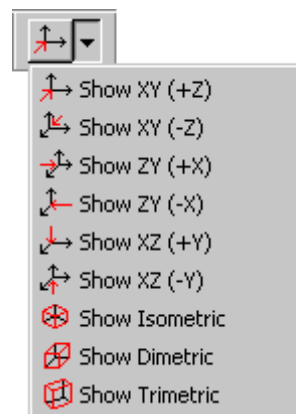 Show XY (+Z)
Show XY (-Z)
Show ZY (+X)
Show ZY (-X)
Show XZ (+Y)
Show XZ (-Y)
Show Isometric
Show Dimetric
Show Trimetric